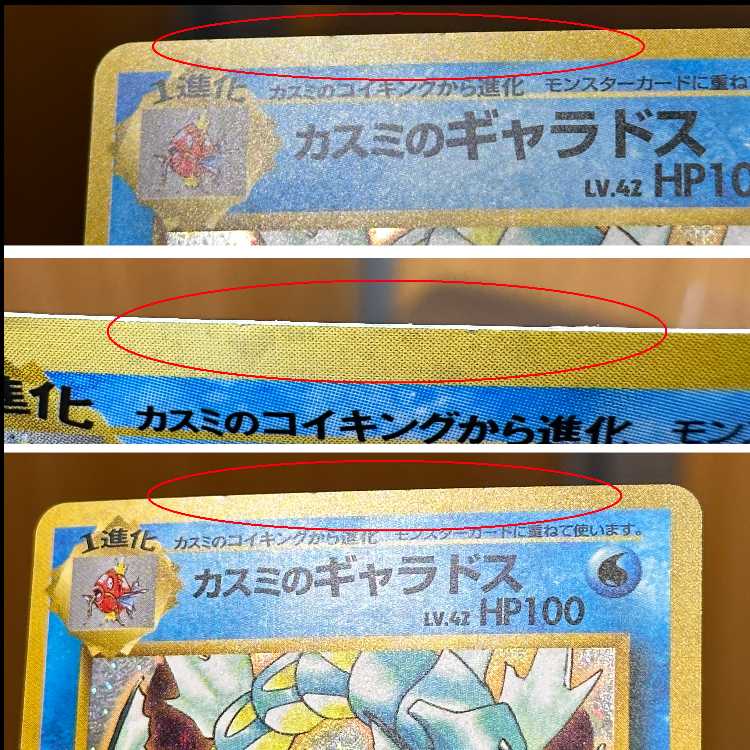 1進化
カスミのコイキングから進化 モンスターカードに重ね
カスミのギャラドス
LV.42 HP10
進化
カスミのコイキングから進化 モン
1進化
カスミのコイキングから進化 モンスターカードに重ねて使います。
カスミのギャラドス
LV.42 HP100